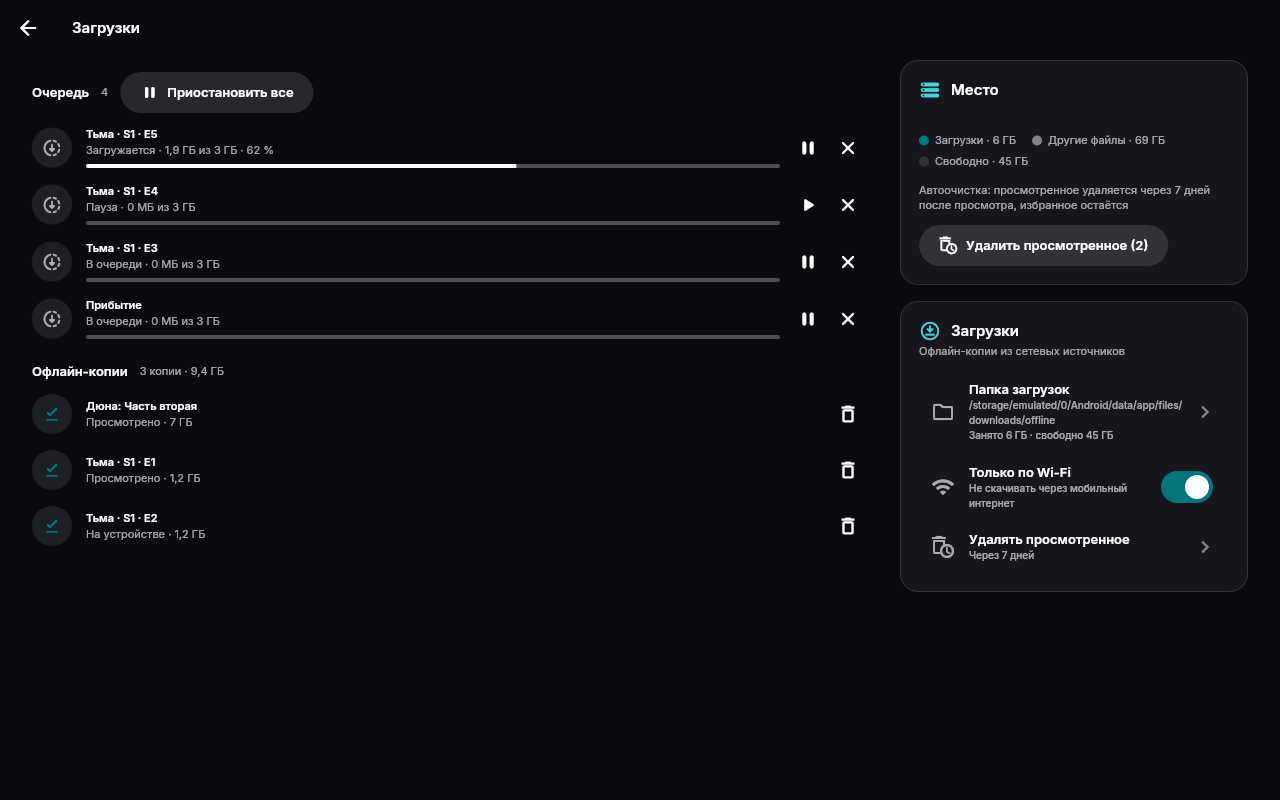 Загрузки
Очередь 4 Приостановить все
Тьма · S1 · E5
Загружается · 1,9 ГБ из 3 ГБ · 62 %
Тьма · S1 · E4
Пауза · 0 МБ из 3 ГБ
Тьма · S1 · E3
В очереди · 0 МБ из 3 ГБ
Прибытие
В очереди · 0 МБ из 3 ГБ
Офлайн-копии 3 копии · 9,4 ГБ
Дюна: Часть вторая
Просмотрено · 7 ГБ
Тьма · S1 · E1
Просмотрено · 1,2 ГБ
Тьма · S1 · E2
На устройстве · 1,2 ГБ
Место
Загрузки · 6 ГБ Другие файлы · 69 ГБ
Свободно · 45 ГБ
Автоочистка: просмотренное удаляется через 7 дней
после просмотра, избранное остаётся
Удалить просмотренное (2)
Загрузки
Офлайн-копии из сетевых источников
Папка загрузок
/storage/emulated/0/Android/data/app/files/
downloads/offline
Занято 6 ГБ · свободно 45 ГБ
Только по Wi-Fi
Не скачивать через мобильный
интернет
Удалять просмотренное
Через 7 дней